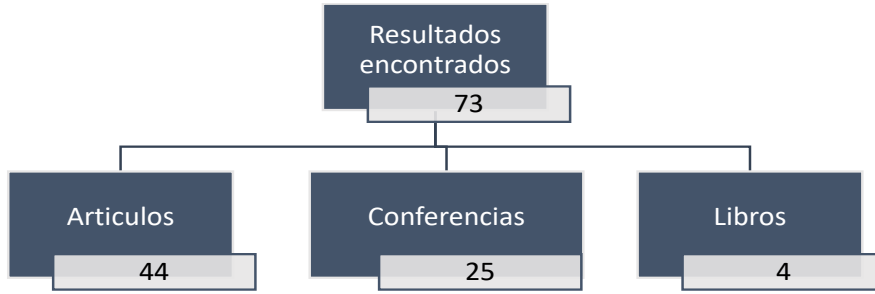 Resultados
encontrados
73
Articulos
44
Conferencias
25
Libros
4